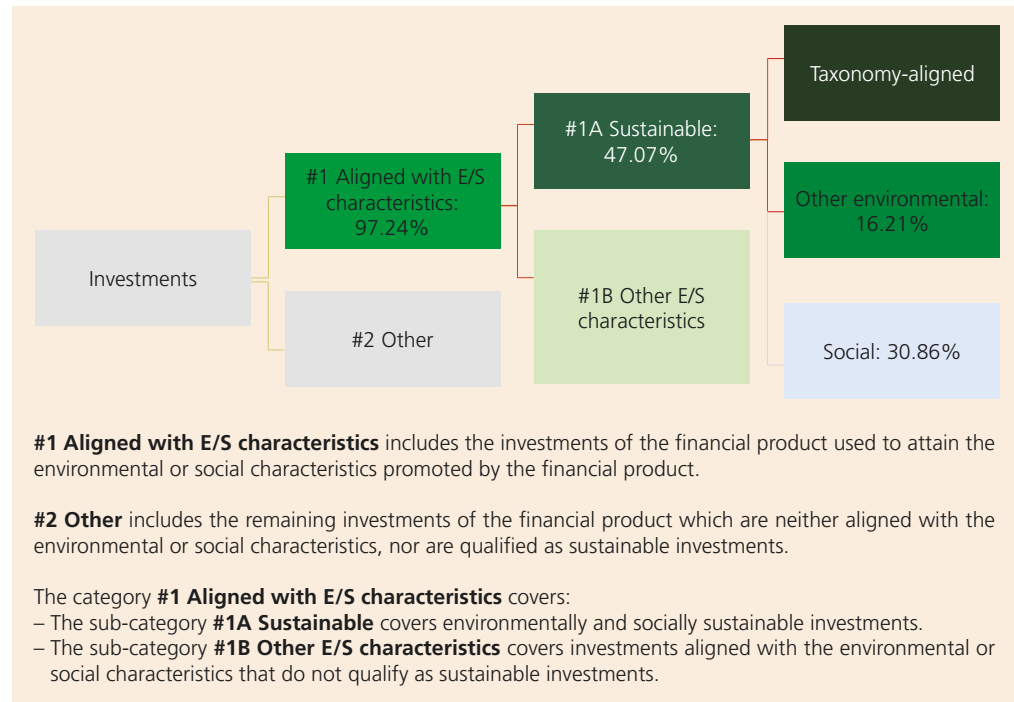 Investments
#1 Aligned with E/S
characteristics:
97.24%
#2 Other
#1A Sustainable:
47.07%
#1B Other E/S
characteristics
Taxonomy-aligned
Other environmental:
16.21%
Social: 30.86%
#1 Aligned with E/S characteristics includes the investments of the financial product used to attain the
environmental or social characteristics promoted by the financial product.
#2 Other includes the remaining investments of the financial product which are neither aligned with the
environmental or social characteristics, nor are qualified as sustainable investments.
The category #1 Aligned with E/S characteristics covers:
– The sub-category #1A Sustainable covers environmentally and socially sustainable investments.
– The sub-category #1B Other E/S characteristics covers investments aligned with the environmental or
social characteristics that do not qualify as sustainable investments.